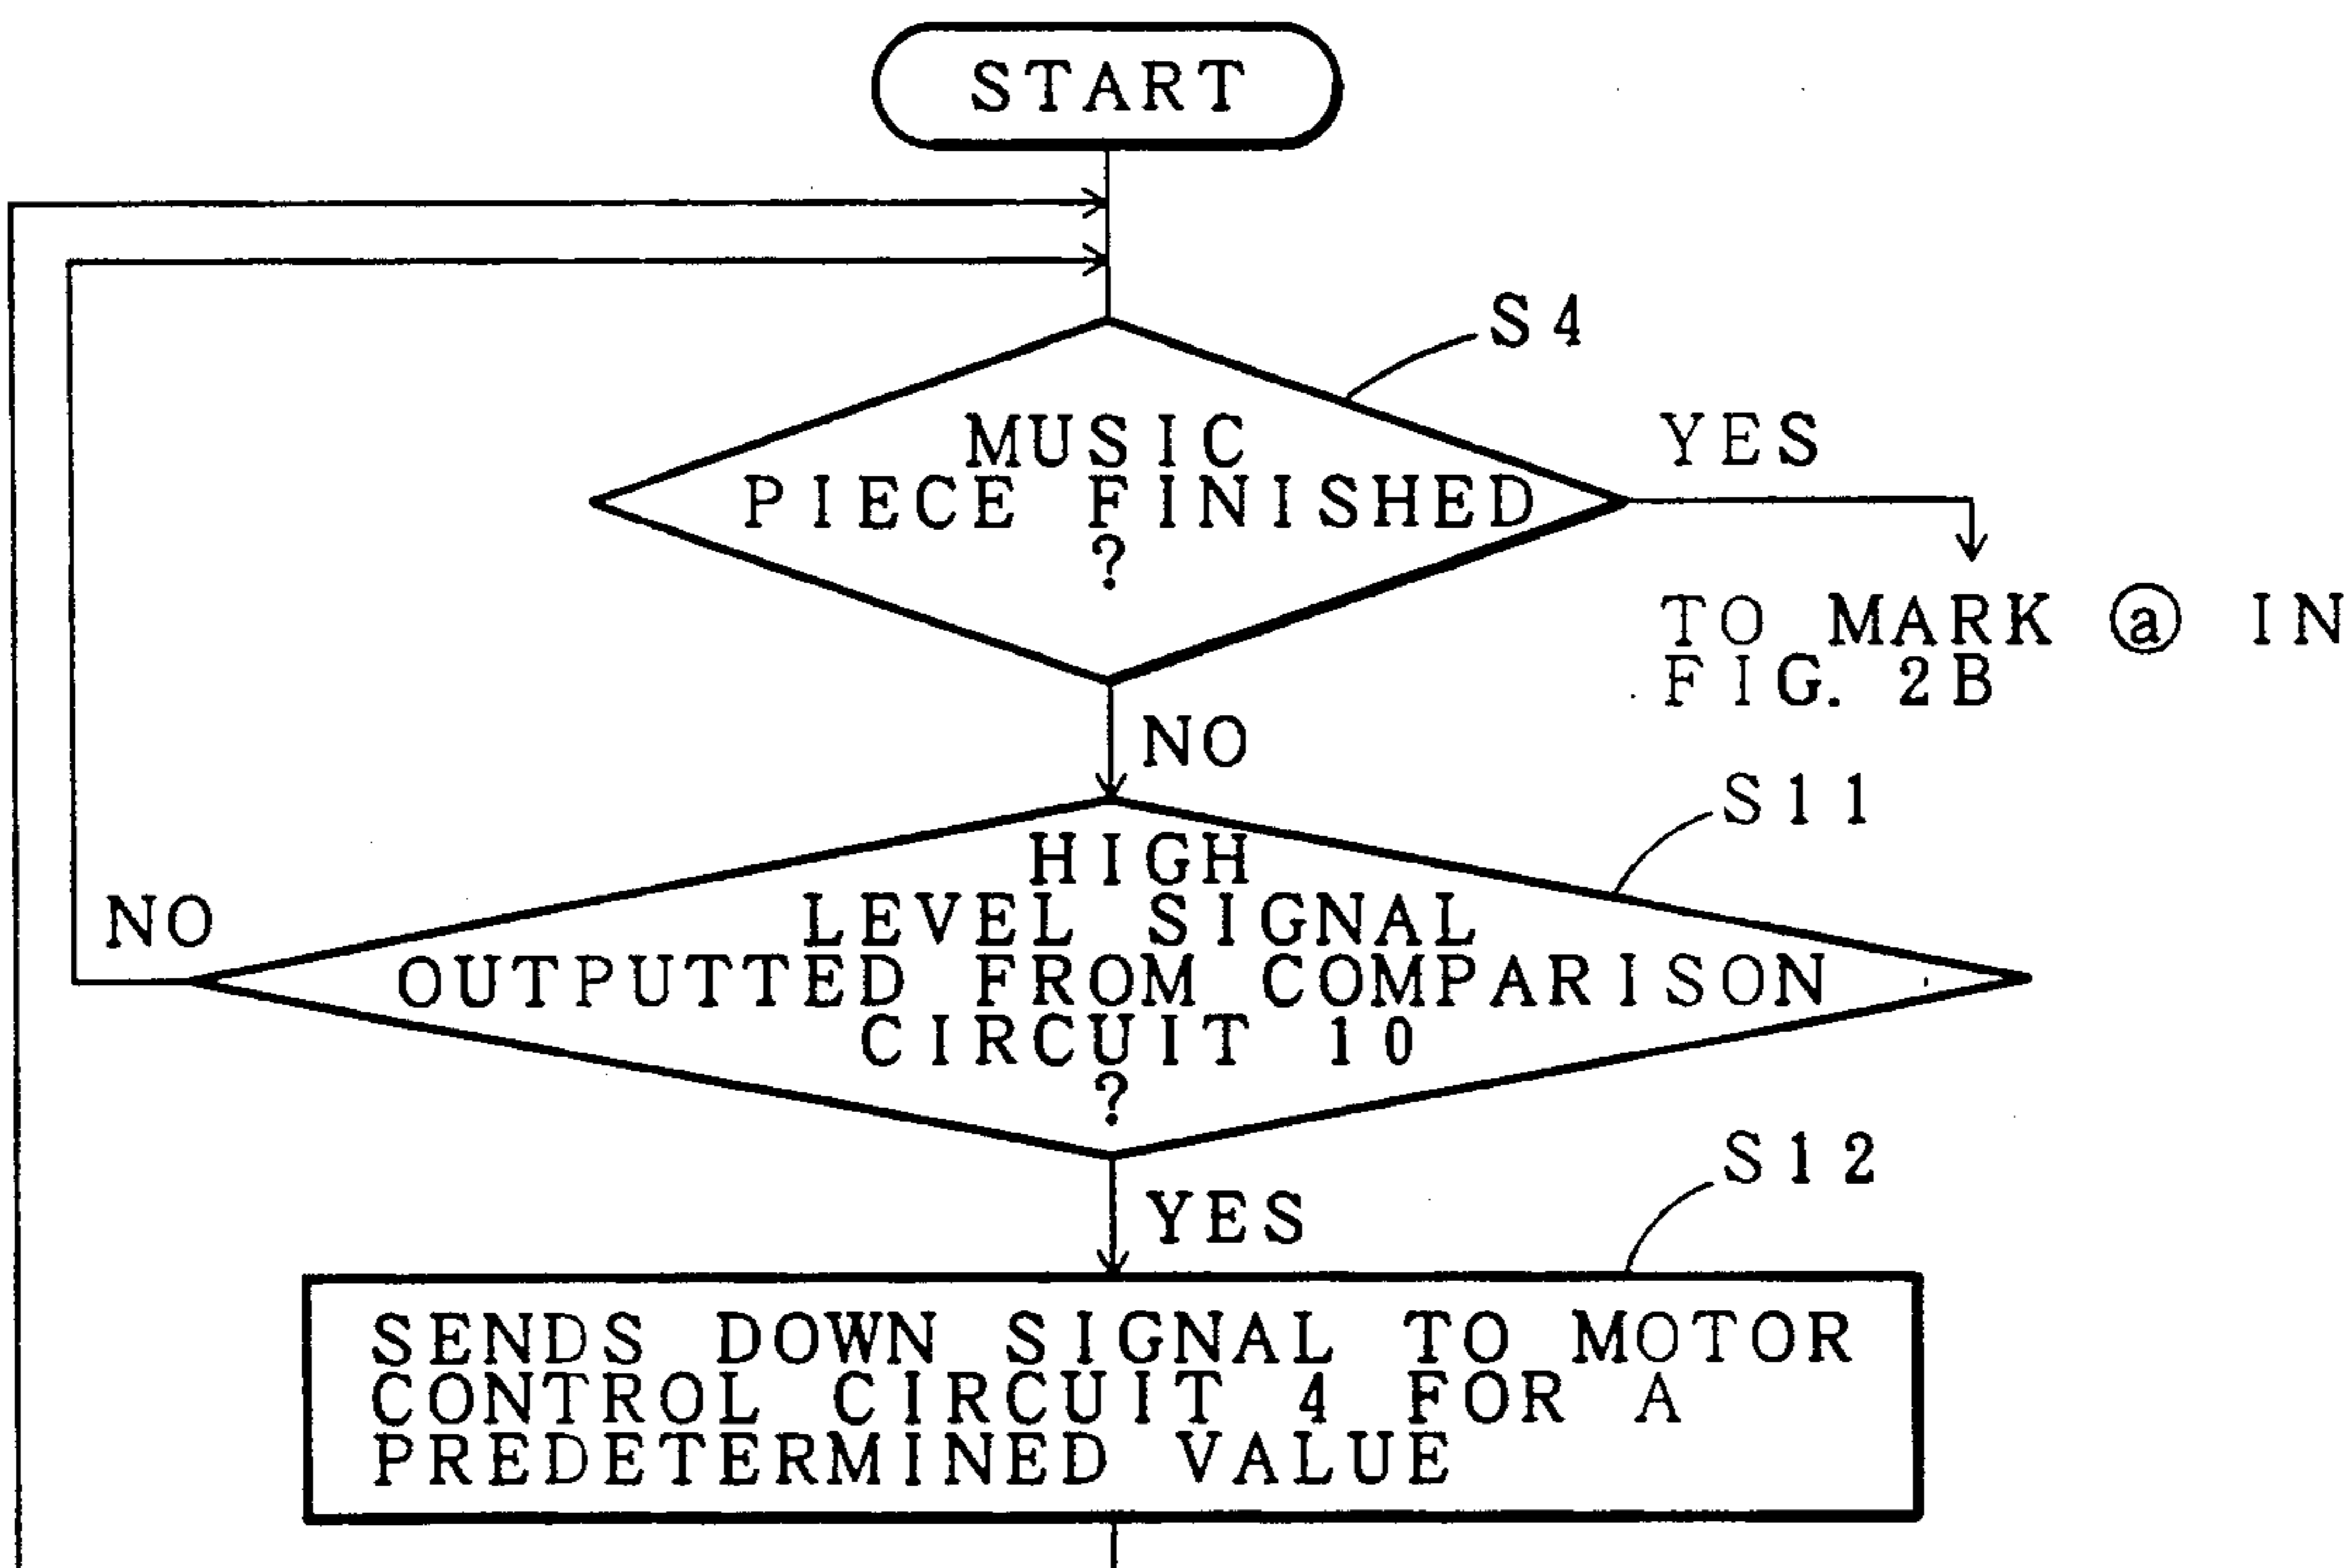 START
S4
MUSIC
PIECE FINISHED
?
YES
TO MARK ⓐ IN
FIG. 2B
NO
S11
HIGH
LEVEL SIGNAL
OUTPUTTED FROM COMPARISON
CIRCUIT 10
?
NO
YES
S12
SENDS DOWN SIGNAL TO MOTOR
CONTROL CIRCUIT 4 FOR A
PREDETERMINED VALUE